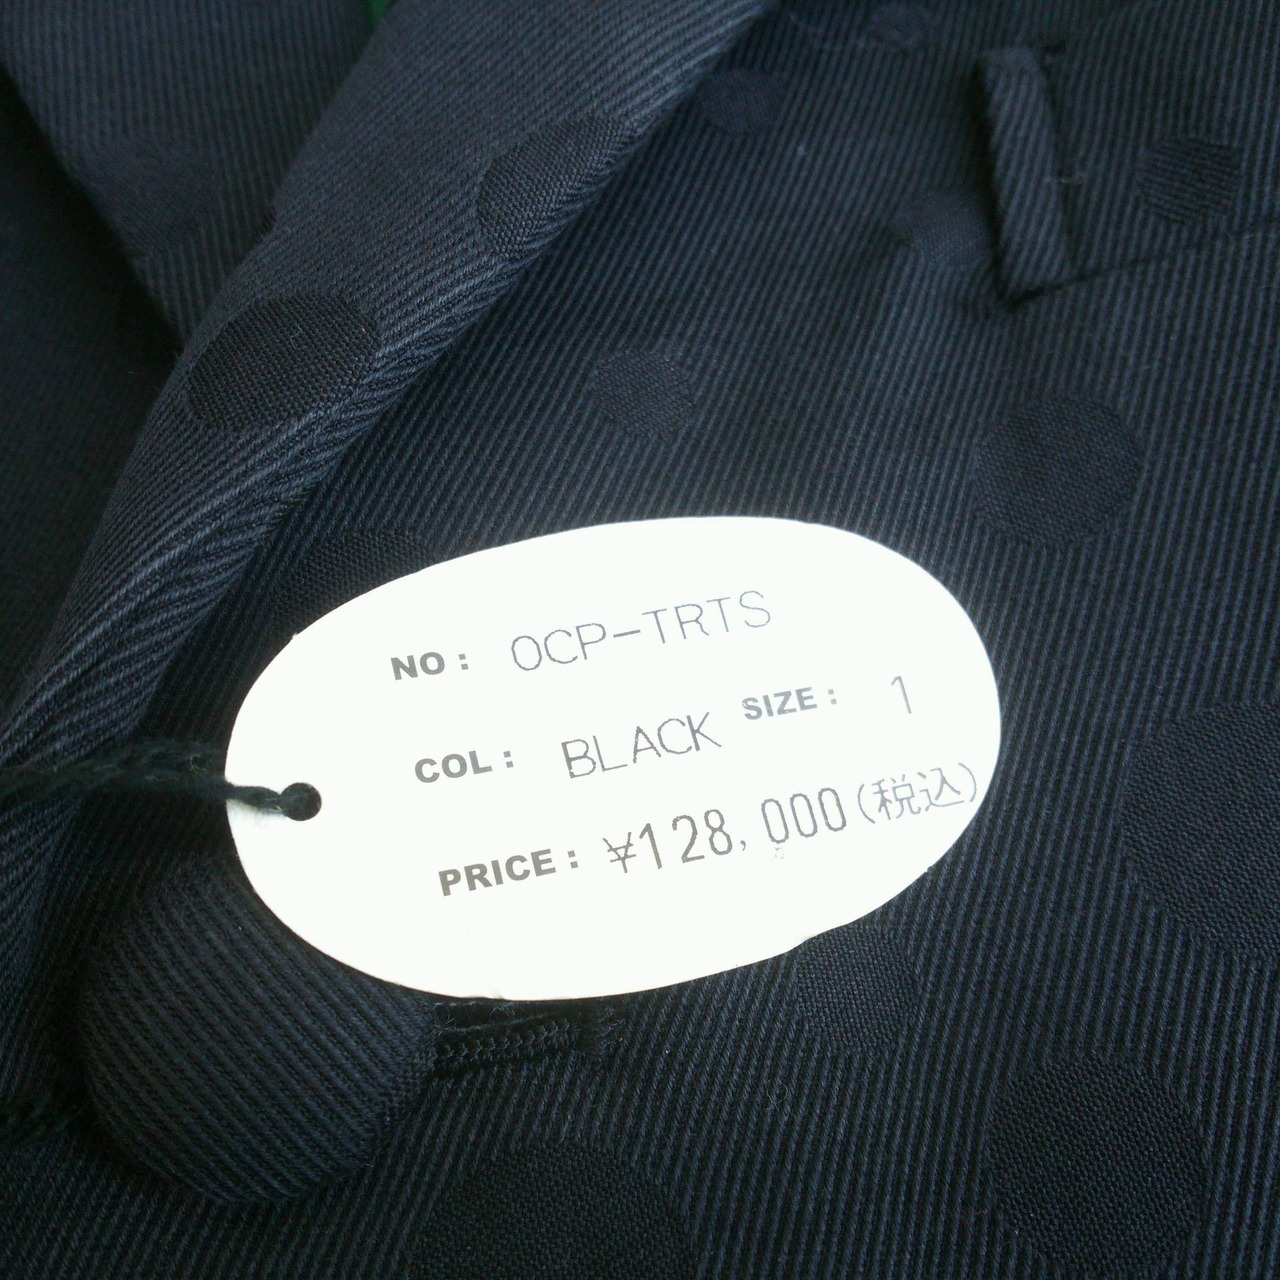 NO : OCP-TRTS
COL : BLACK SIZE : 1
PRICE : ¥128,000(税込)